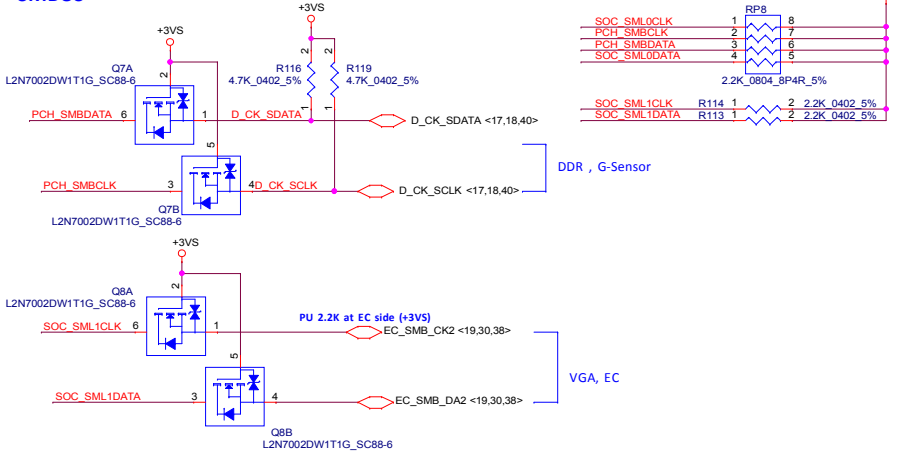 +3VS
+3VS
Q7A
L2N7002DW1T1G_SC88-6
2
R116
4.7K_0402_5%
2
2
R119
4.7K_0402_5%
1
1
PCH_SMBDATA 6
1 D_CK_SDATA
D_CK_SDATA <17,18,40>
5
DDR , G-Sensor
PCH_SMBCLK
3
4 D_CK_SCLK
D_CK_SCLK <17,18,40>
Q7B
L2N7002DW1T1G_SC88-6
+3VS
Q8A
L2N7002DW1T1G_SC88-6
2
PU 2.2K at EC side (+3VS)
SOC_SML1CLK 6
1
EC_SMB_CK2 <19,30,38>
5
VGA, EC
SOC_SML1DATA
3
4
EC_SMB_DA2 <19,30,38>
Q8B
L2N7002DW1T1G_SC88-6
RP8
SOC_SML0CLK 1 8
PCH_SMBCLK 2 7
PCH_SMBDATA 3 6
SOC_SML0DATA 4 5
2.2K_0804_8P4R_5%
SOC_SML1CLK R114 1 2 2.2K_0402_5%
SOC_SML1DATA R113 1 2 2.2K_0402_5%